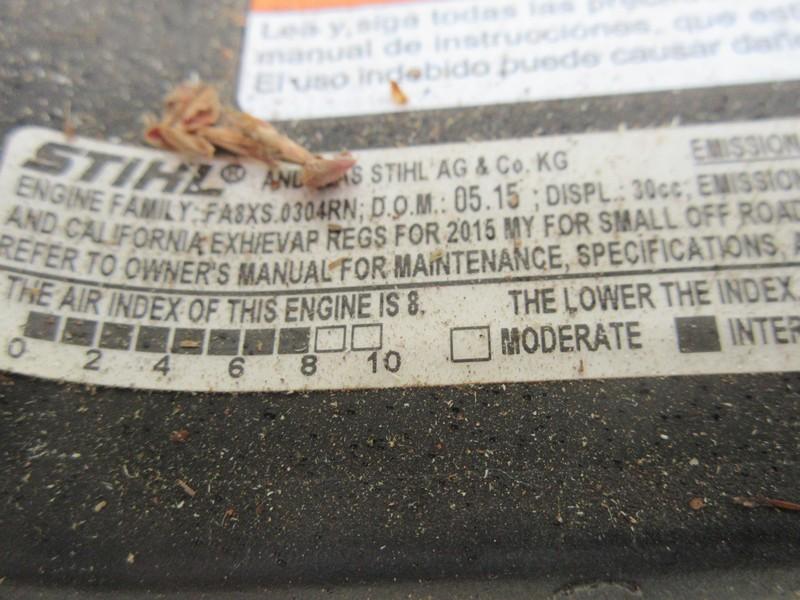 Lea y siga todas las
manual de instrucciones, que
El uso indebido puede causar
STIHL® STIHL AG & Co. KG EMISSION
ENGINE FAMILY: FA8XS.0304RN; D.O.M.: 05.15 ; DISPL.: 30cc; EMISSION
AND CALIFORNIA EXH/EVAP REGS FOR 2015 MY FOR SMALL OFF ROAD
REFER TO OWNER'S MANUAL FOR MAINTENANCE, SPECIFICATIONS,
THE AIR INDEX OF THIS ENGINE IS 8. THE LOWER THE INDEX,
MODERATE INTER
0 2 4 6 8 10